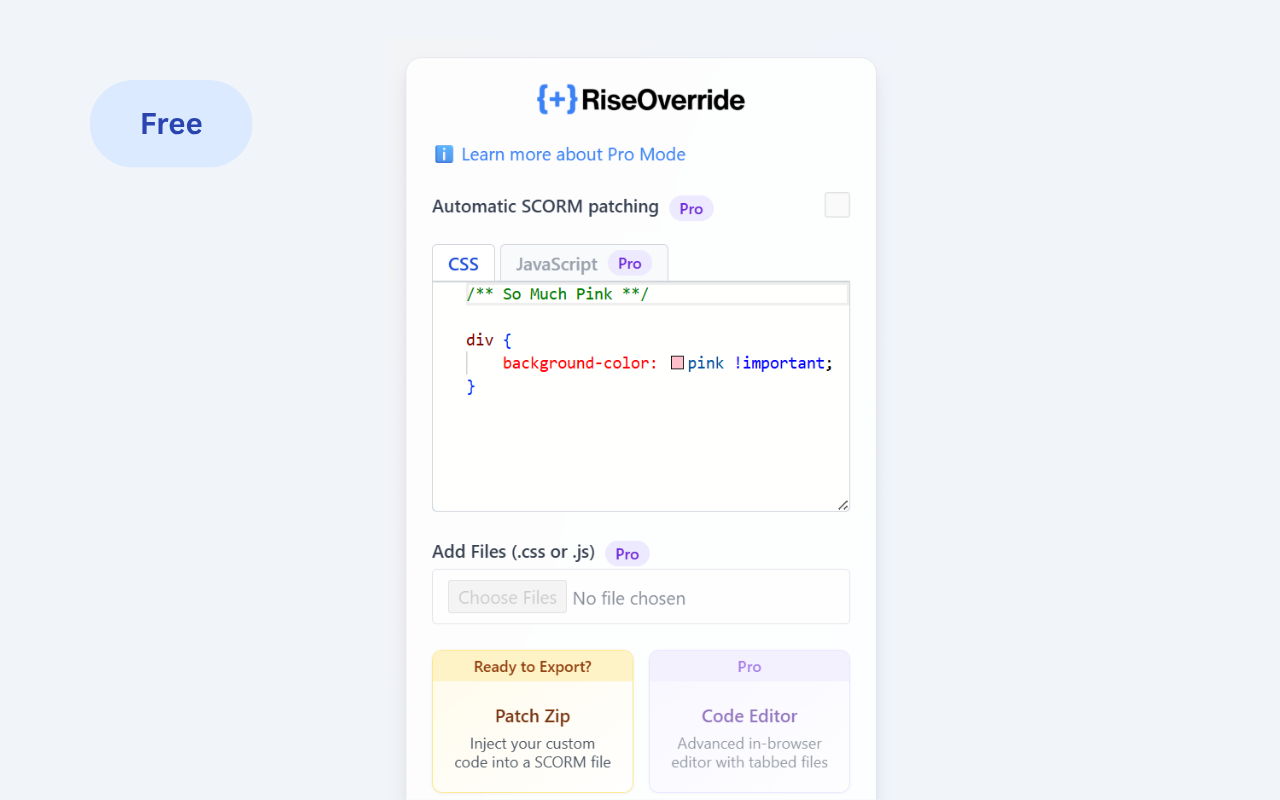 Free
{+} RiseOverride
ℹ Learn more about Pro Mode
Automatic SCORM patching Pro
CSS JavaScript Pro
/** So Much Pink **/
div {
background-color: pink !important;
}
Add Files (.css or .js) Pro
Choose Files No file chosen
Ready to Export?
Patch Zip
Inject your custom
code into a SCORM file
Pro
Code Editor
Advanced in-browser
editor with tabbed files